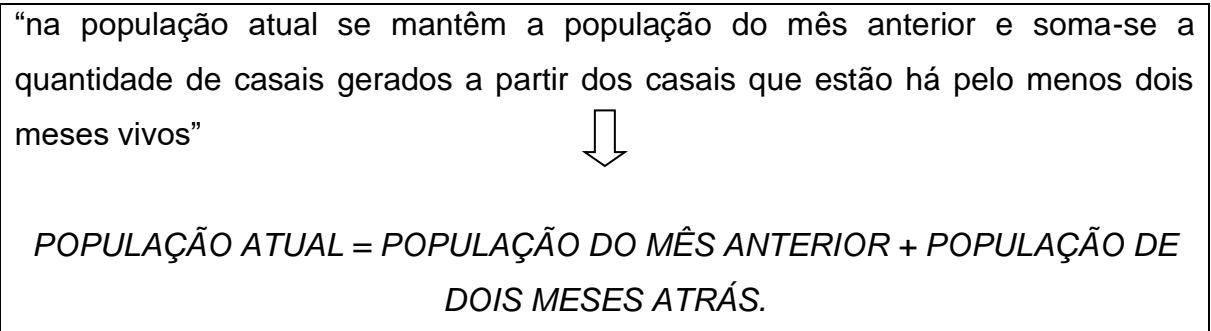 “na população atual se mantêm a população do mês anterior e soma-se a
quantidade de casais gerados a partir dos casais que estão há pelo menos dois
meses vivos”
POPULAÇÃO ATUAL = POPULAÇÃO DO MÊS ANTERIOR + POPULAÇÃO DE
DOIS MESES ATRÁS.